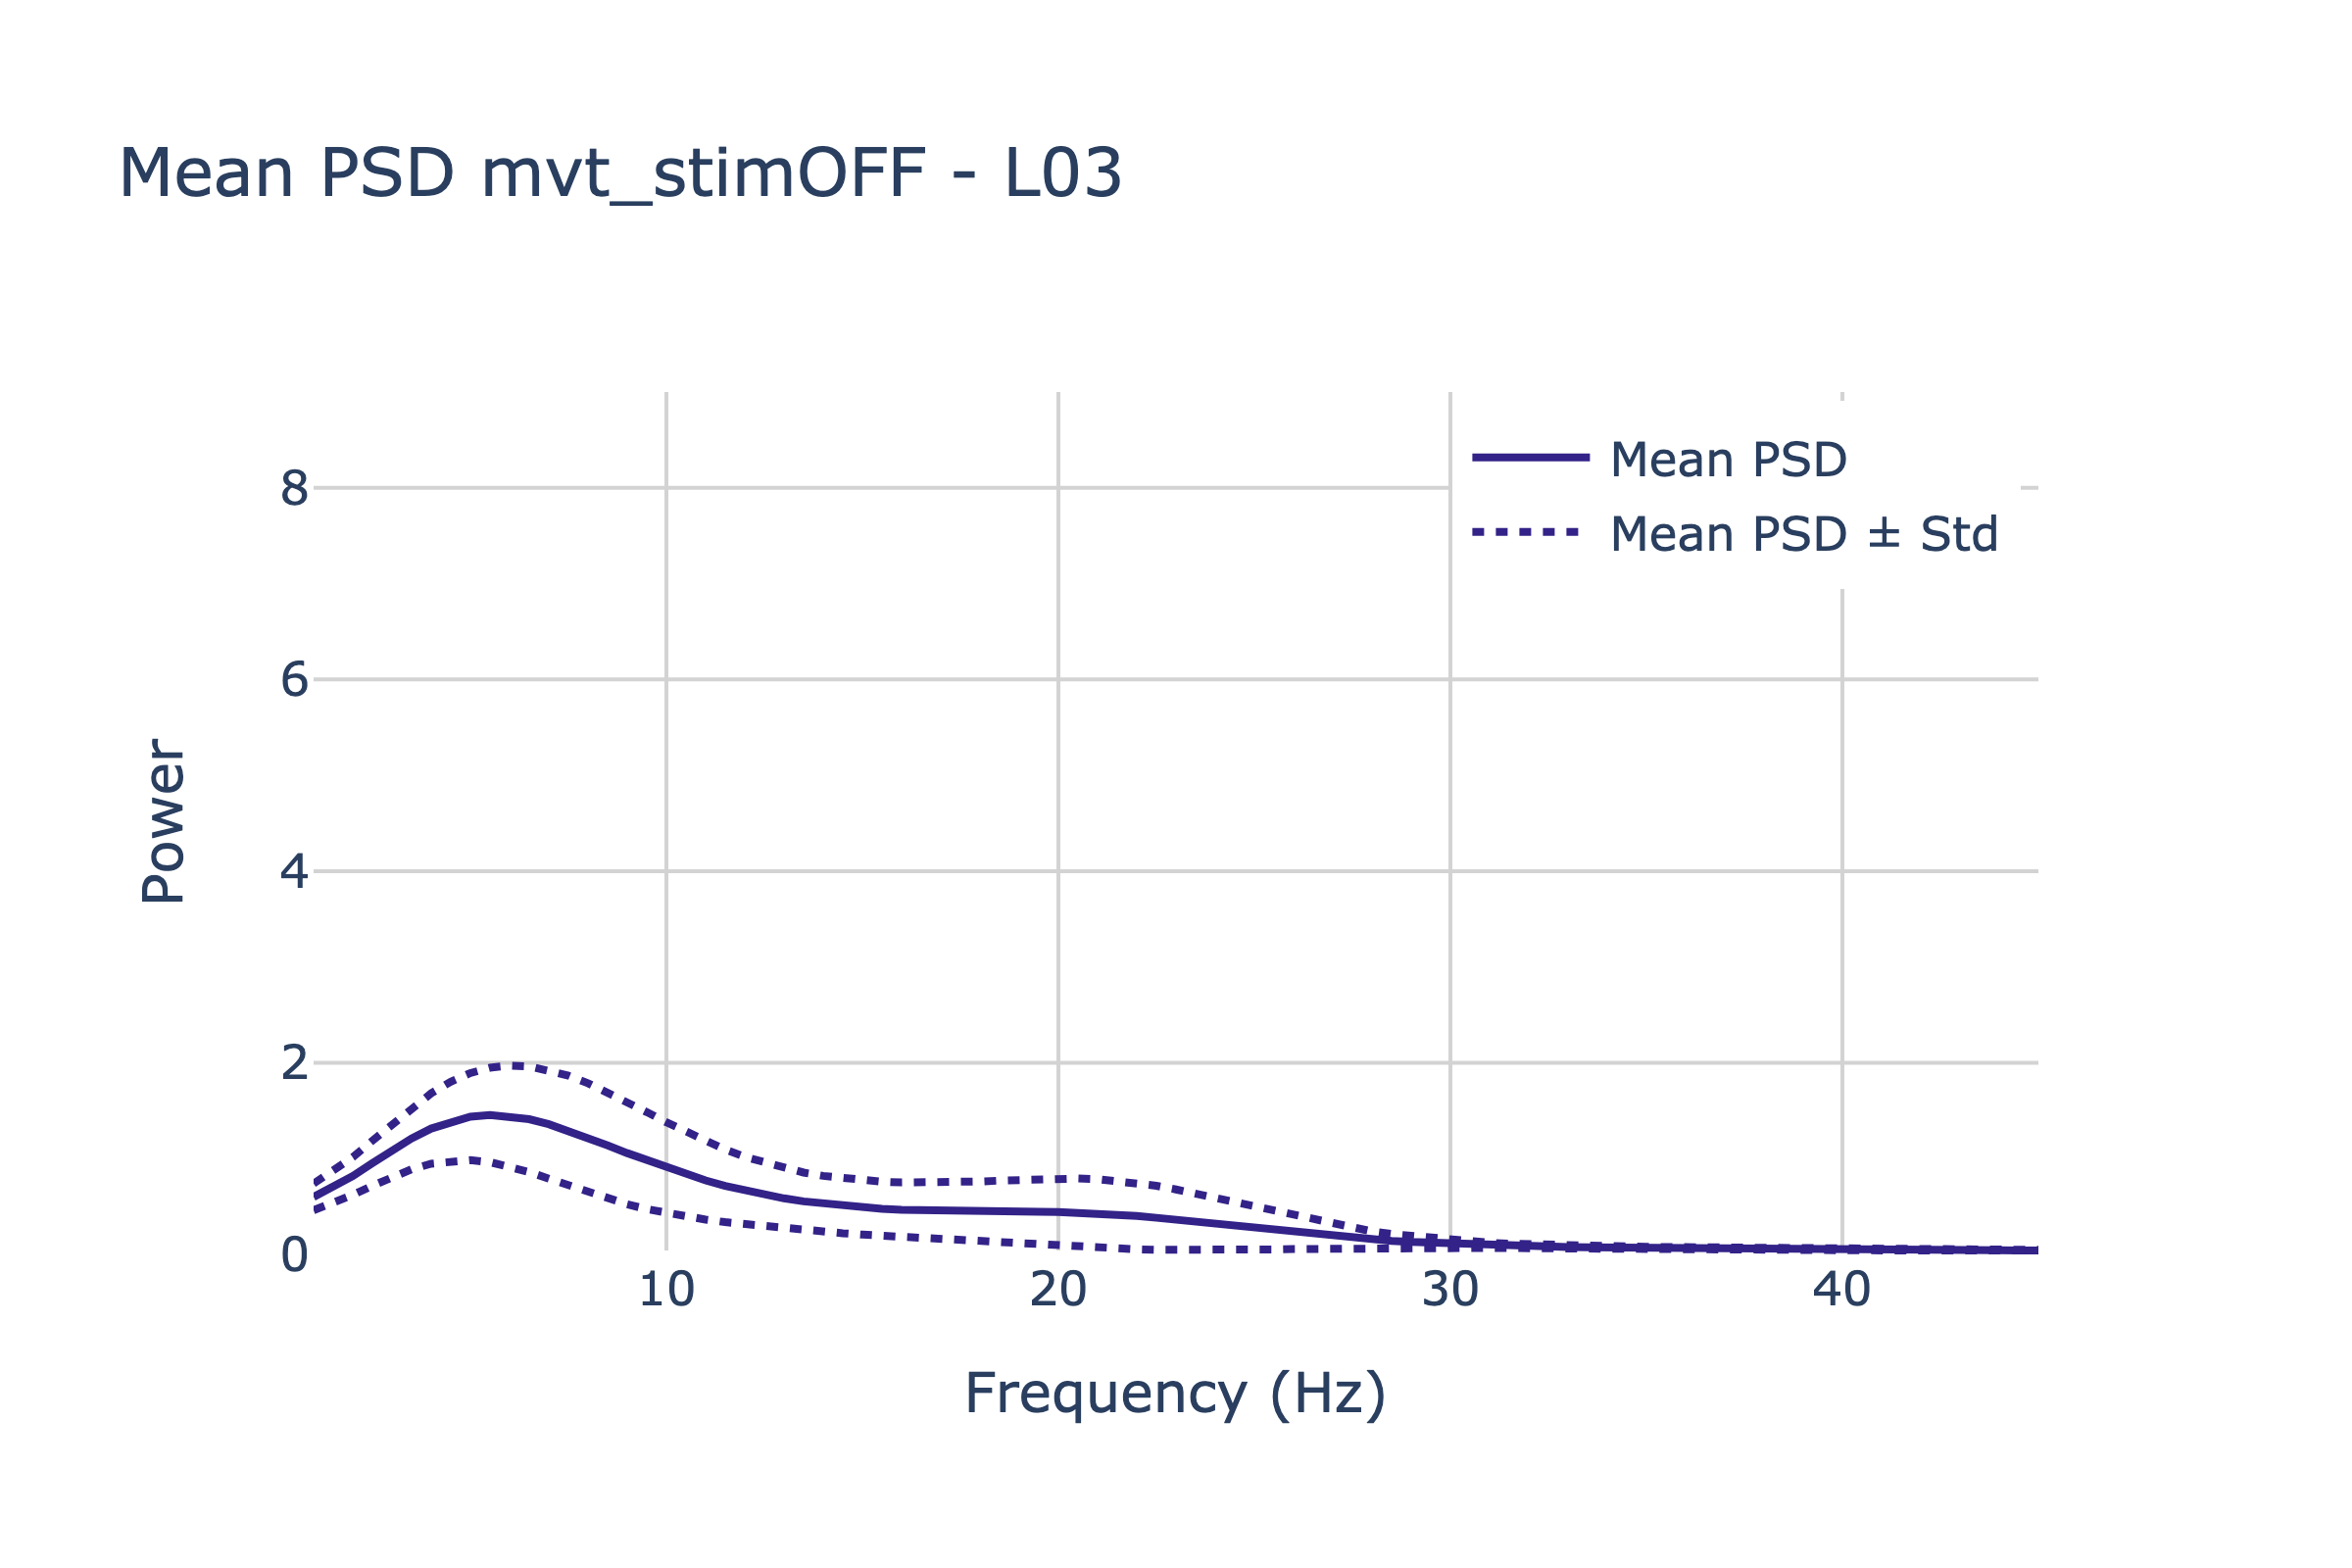 Mean PSD mvt_stimOFF - L03
Mean PSD
Mean PSD ± Std
8
6
4
2
0
Power
10 20 30 40
Frequency (Hz)